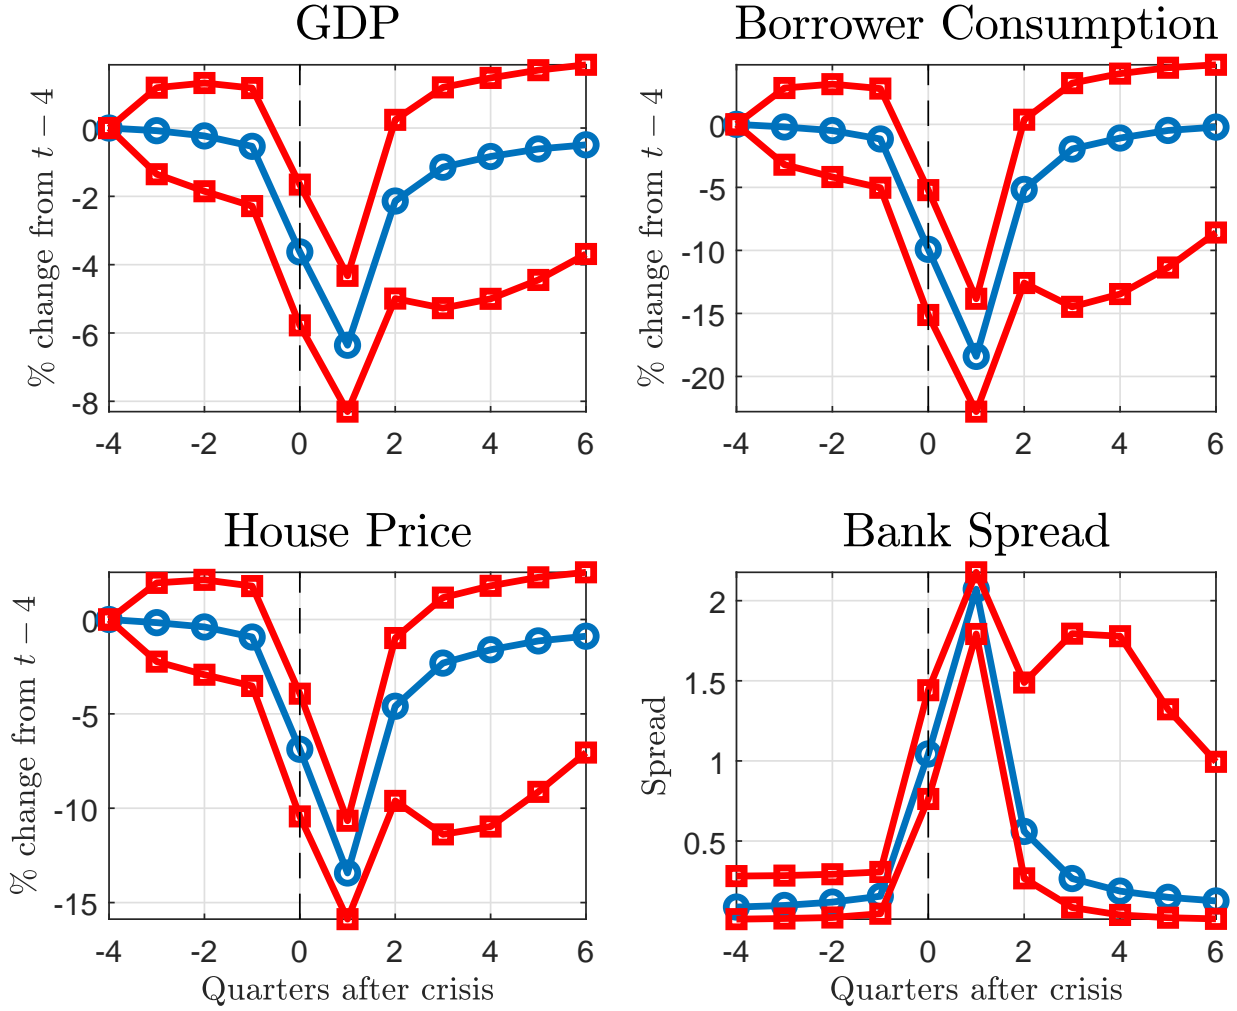 GDP
Borrower Consumption
% change from t − 4
0
-2
-4
-6
-8
-4 -2 0 2 4 6
% change from t − 4
0
-5
-10
-15
-20
-4 -2 0 2 4 6
House Price
Bank Spread
% change from t − 4
0
-5
-10
-15
-4 -2 0 2 4 6
Quarters after crisis
Spread
2
1.5
1
0.5
-4 -2 0 2 4 6
Quarters after crisis